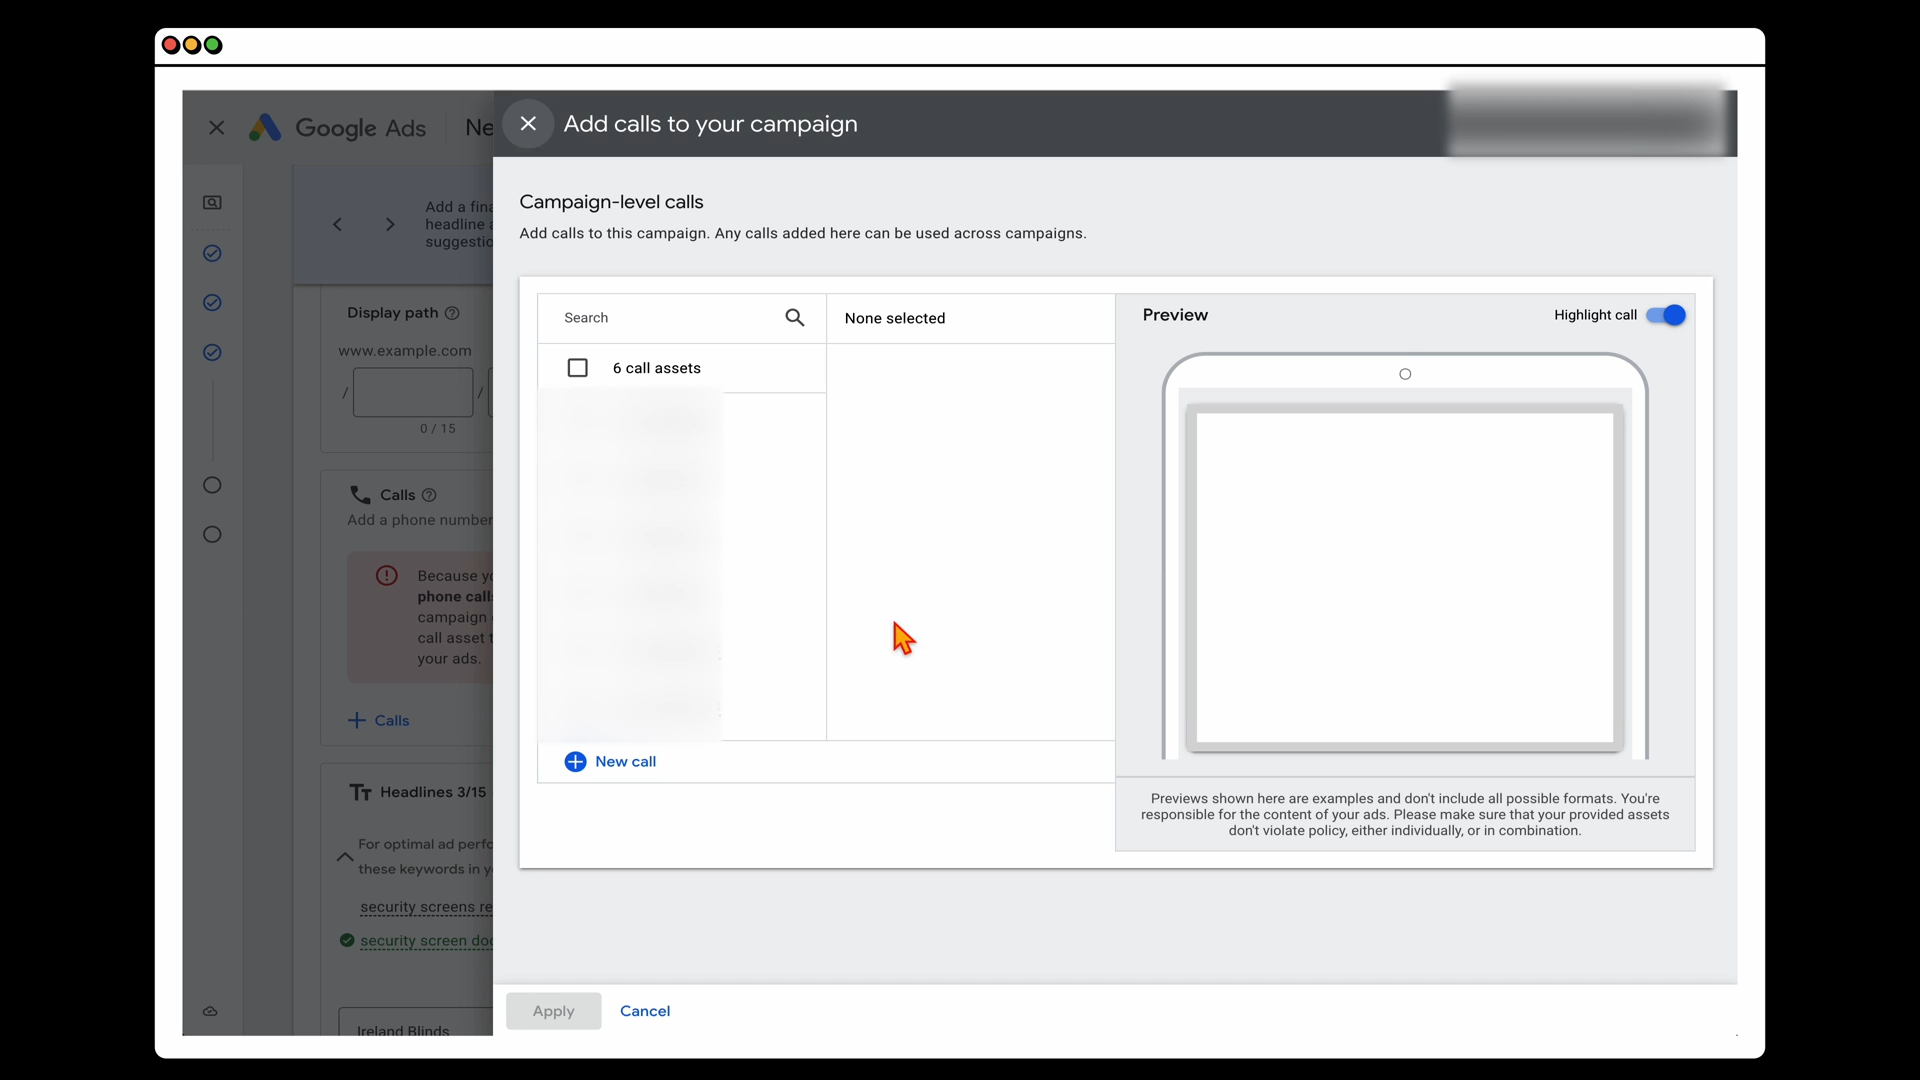 Google Ads
Ne
Add calls to your campaign
Add a fina
headline a
suggestio
Display path
www.example.com
/
/
0 / 15
Calls
Add a phone number
Because yo
phone calls
campaign
call asset t
your ads.
Calls
Headlines 3/15
For optimal ad perfo
these keywords in y
security screens re
security screen doo
Ireland Blinds
Campaign-level calls
Add calls to this campaign. Any calls added here can be used across campaigns.
Search
None selected
6 call assets
New call
Preview
Highlight call
Previews shown here are examples and don't include all possible formats. You're
responsible for the content of your ads. Please make sure that your provided assets
don't violate policy, either individually, or in combination.
Apply
Cancel